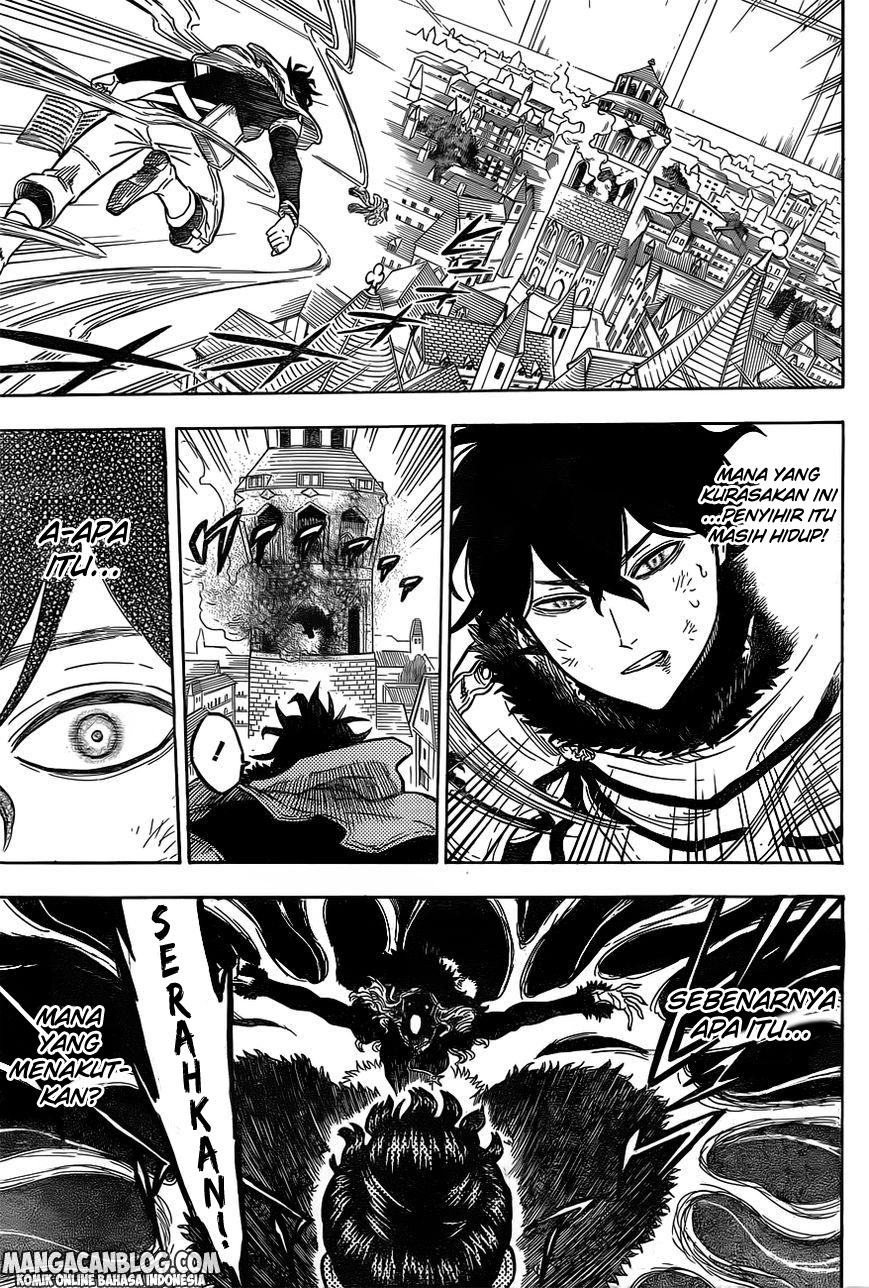 MANA YANG
KURASAKAN INI
...PENYIHIR ITU
MASIH HIDUP!
!
A-APA
ITU...
SEBENARNYA
APA ITU...
SERAHKAN!
MANA
YANG
MENAKUT-
KAN?
MANGACANBLOG.COM
KOMIK ONLINE BAHASA INDONESIA